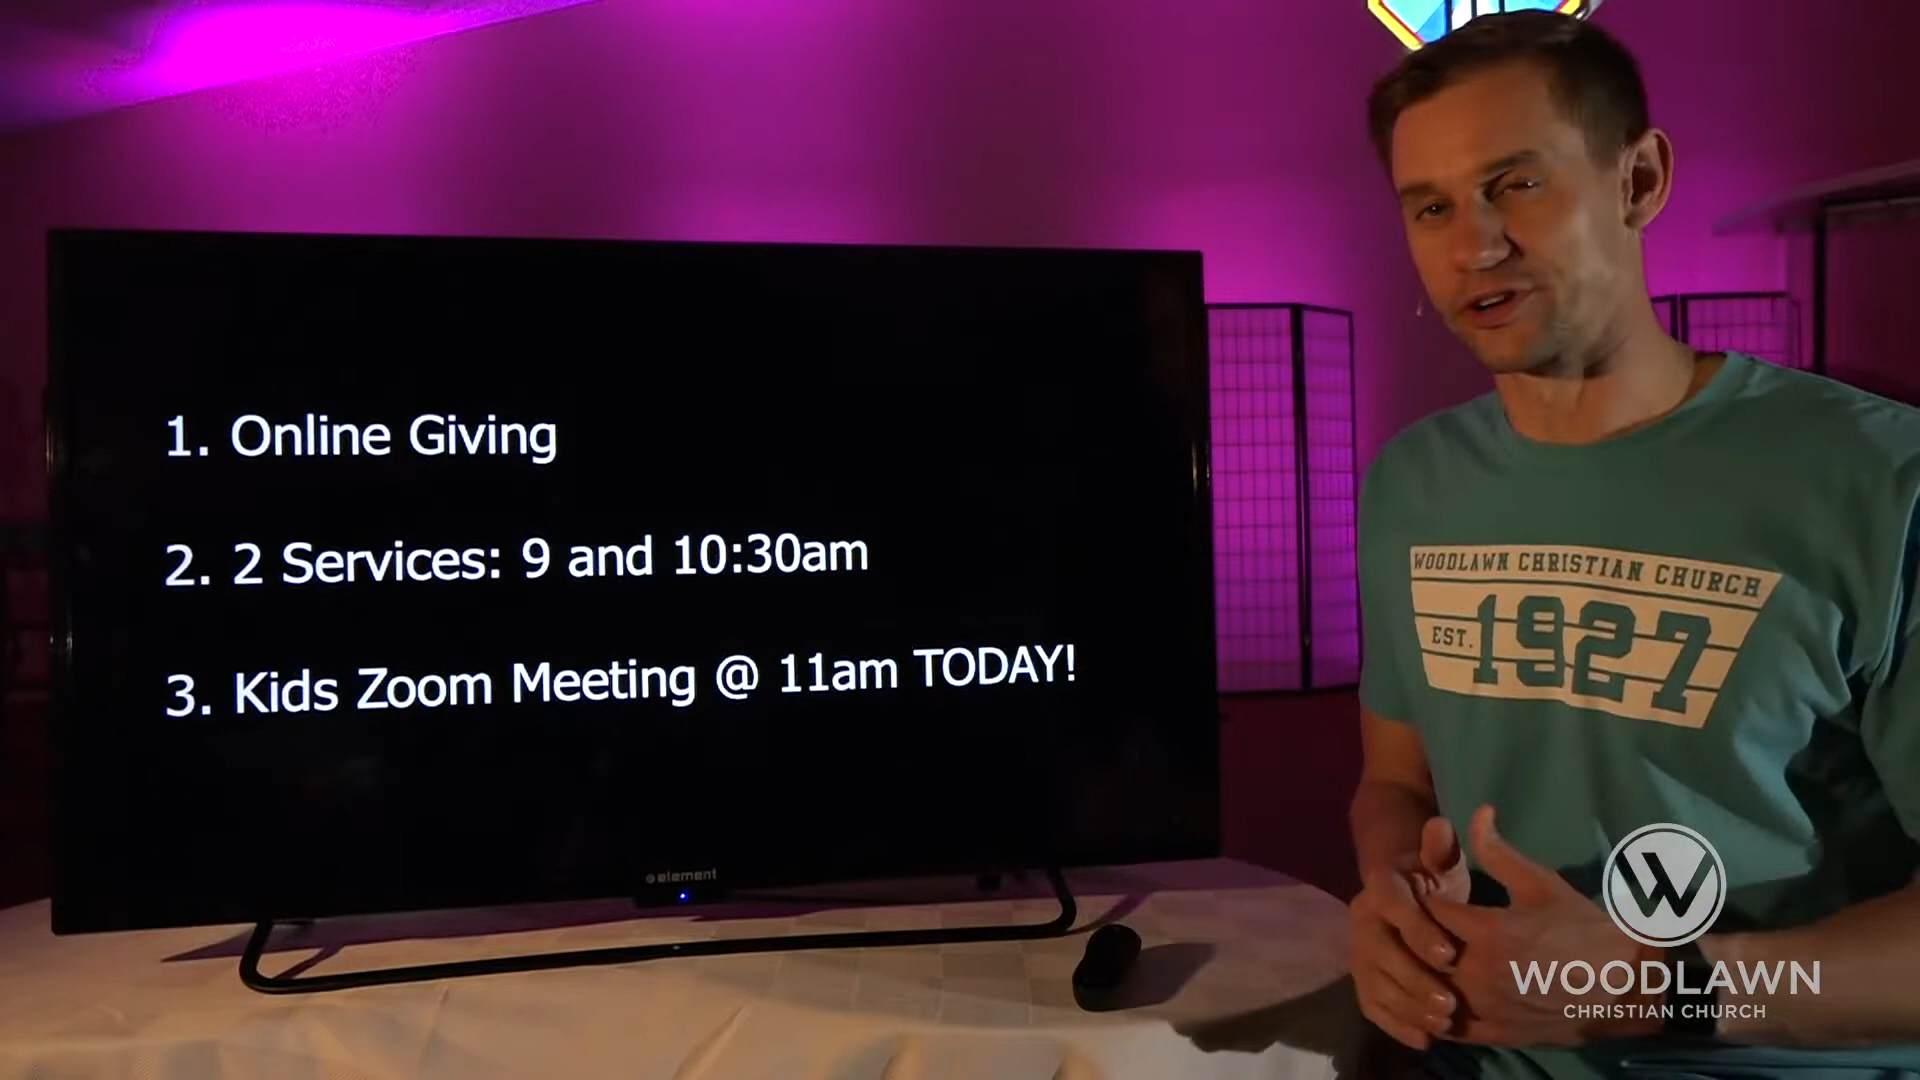 1. Online Giving
2. 2 Services: 9 and 10:30am
3. Kids Zoom Meeting @ 11am TODAY!
element
WOODLAWN CHRISTIAN CHURCH
EST. 1927
W
WOODLAWN
CHRISTIAN CHURCH